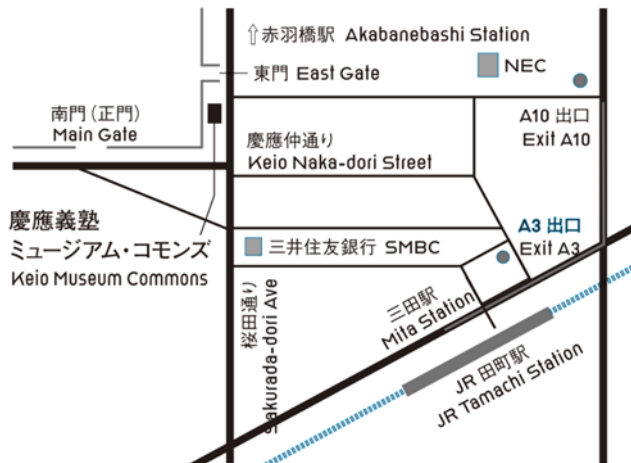 ⇧赤羽橋駅 Akabanebashi Station
NEC
東門 East Gate
南門(正門)
Main Gate
A10 出口
Exit A10
慶應仲通り
Keio Naka-dori Street
慶應義塾
ミュージアム・コモンズ
Keio Museum Commons
A3 出口
Exit A3
三井住友銀行 SMBC
桜田通り
Sakurada-dori Ave
三田駅
Mita Station
JR 田町駅
JR Tamachi Station